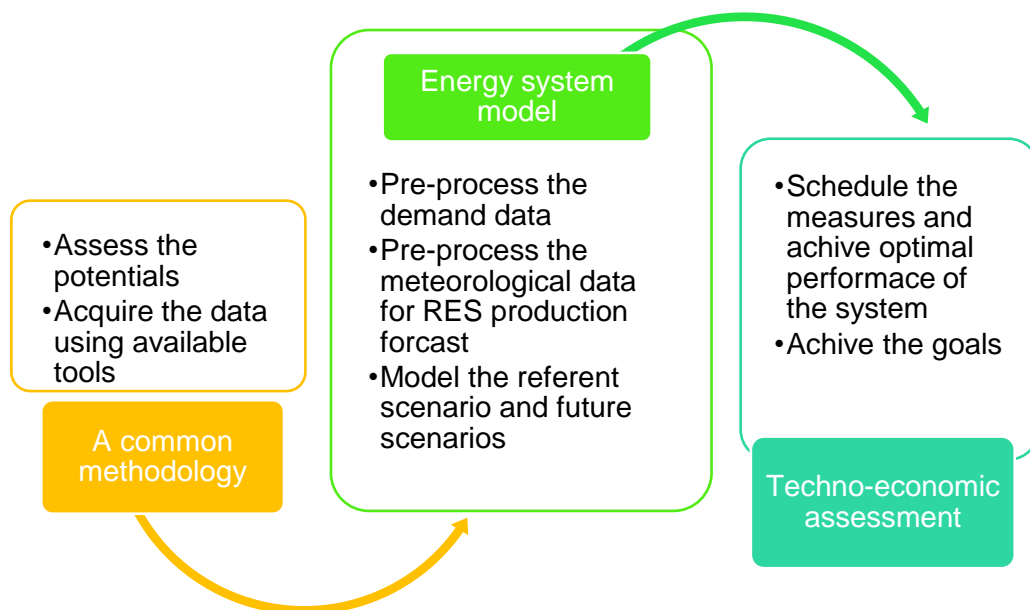 •Assess the
potentials
•Acquire the data
using available
tools
A common
methodology
Energy system
model
•Pre-process the
demand data
•Pre-process the
meteorological data
for RES production
forcast
•Model the referent
scenario and future
scenarios
•Schedule the
measures and
achive optimal
performace of
the system
•Achive the goals
Techno-economic
assessment